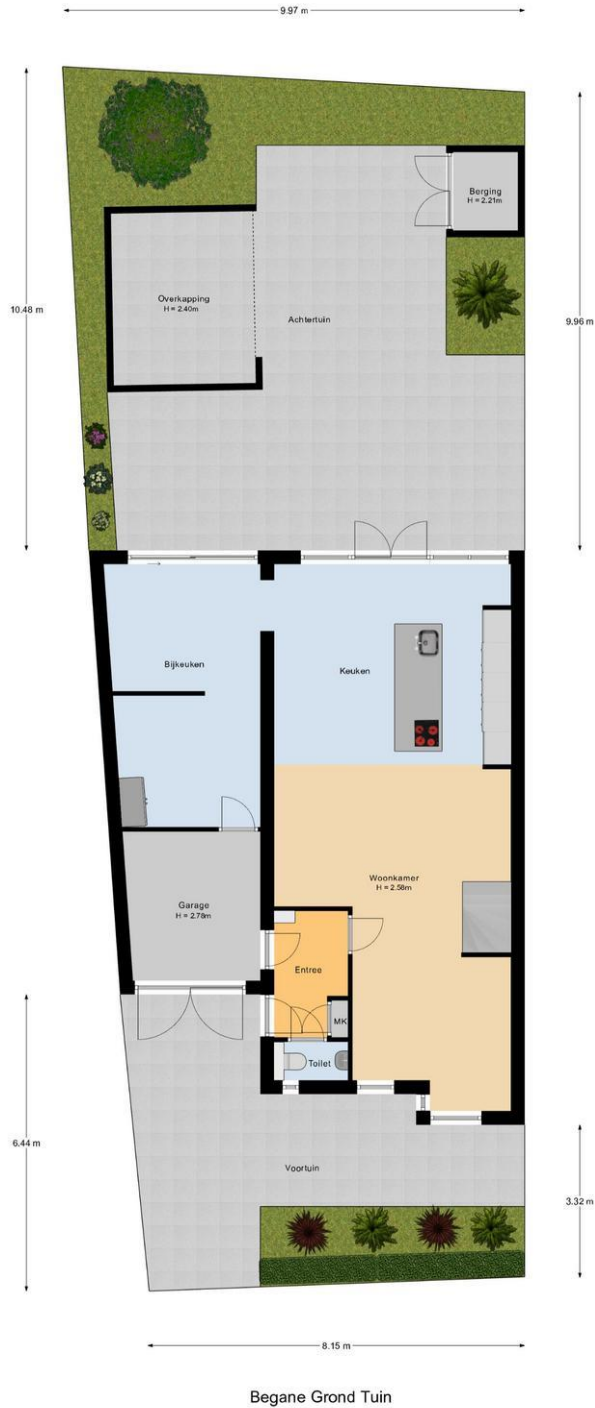 9.97 m
Berging
H = 2.21m
Overkapping
H = 2.40m
10.48 m
Achtertuin
9.96 m
Bijkeuken
Keuken
Woonkamer
H = 2.58m
Garage
H = 2.78m
Entree
MK
Toilet
6.44 m
Voortuin
3.32 m
8.15 m
Begane Grond Tuin